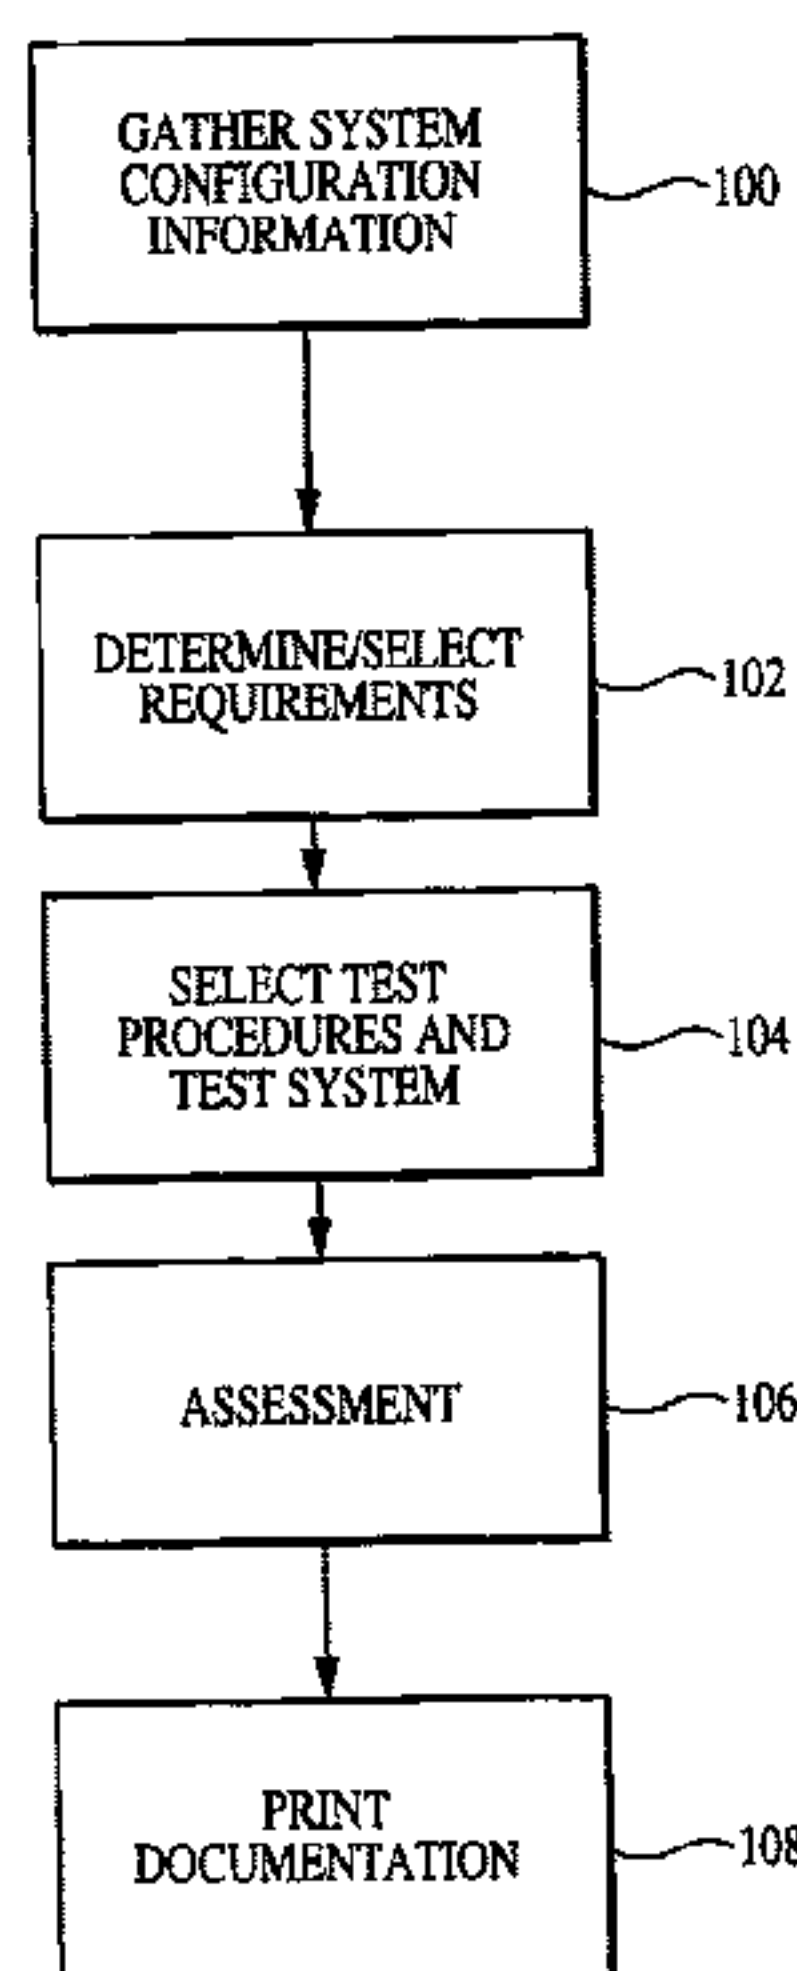 GATHER SYSTEM
CONFIGURATION
INFORMATION
100
DETERMINE/SELECT
REQUIREMENTS
102
SELECT TEST
PROCEDURES AND
TEST SYSTEM
104
ASSESSMENT
106
PRINT
DOCUMENTATION
108